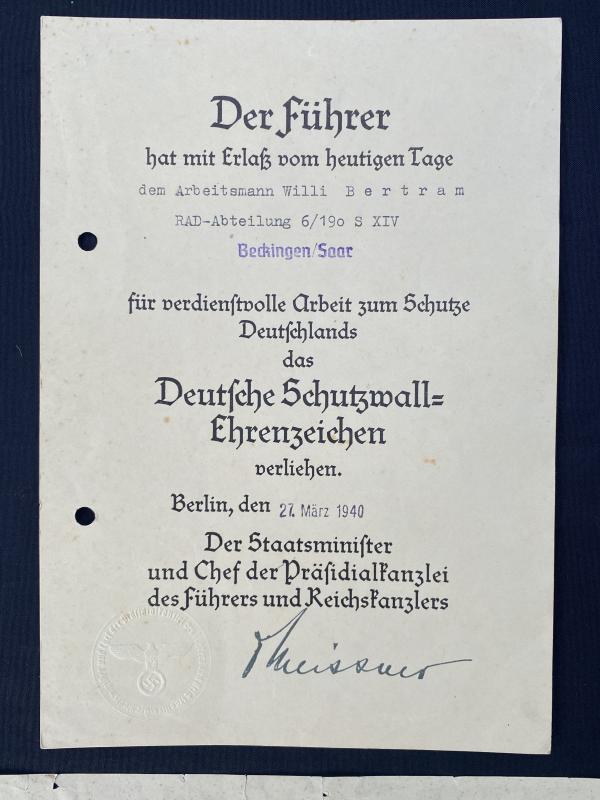 Der Führer
hat mit Erlaß vom heutigen Tage
dem Arbeitsmann Willi B e r t r a m
RAD-Abteilung 6/19o S XIV
Beckingen/Saar
für verdienstvolle Arbeit zum Schutze
Deutschlands
das
Deutsche Schutzwall=
Ehrenzeichen
verliehen.
Berlin, den 27. März 1940
Der Staatsminister
und Chef der Präsidialkanzlei
des Führers und Reichskanzlers
Meissner